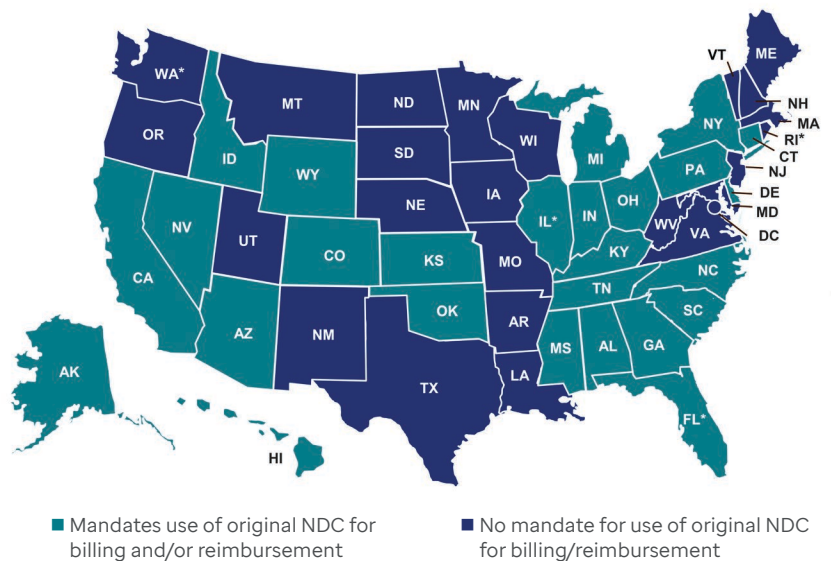 WA*
MT
ND
MN
VT
ME
OR
ID
WY
SD
WI
MI
NY
NH
MA
RI*
CT
NJ
NV
UT
CO
NE
IA
IL*
IN
OH
PA
DE
MD
DC
WV
VA
CA
KS
MO
KY
NC
TN
AZ
NM
OK
AR
SC
MS
AL
GA
TX
LA
FL*
AK
HI
Mandates use of original NDC for
billing and/or reimbursement
No mandate for use of original NDC
for billing/reimbursement